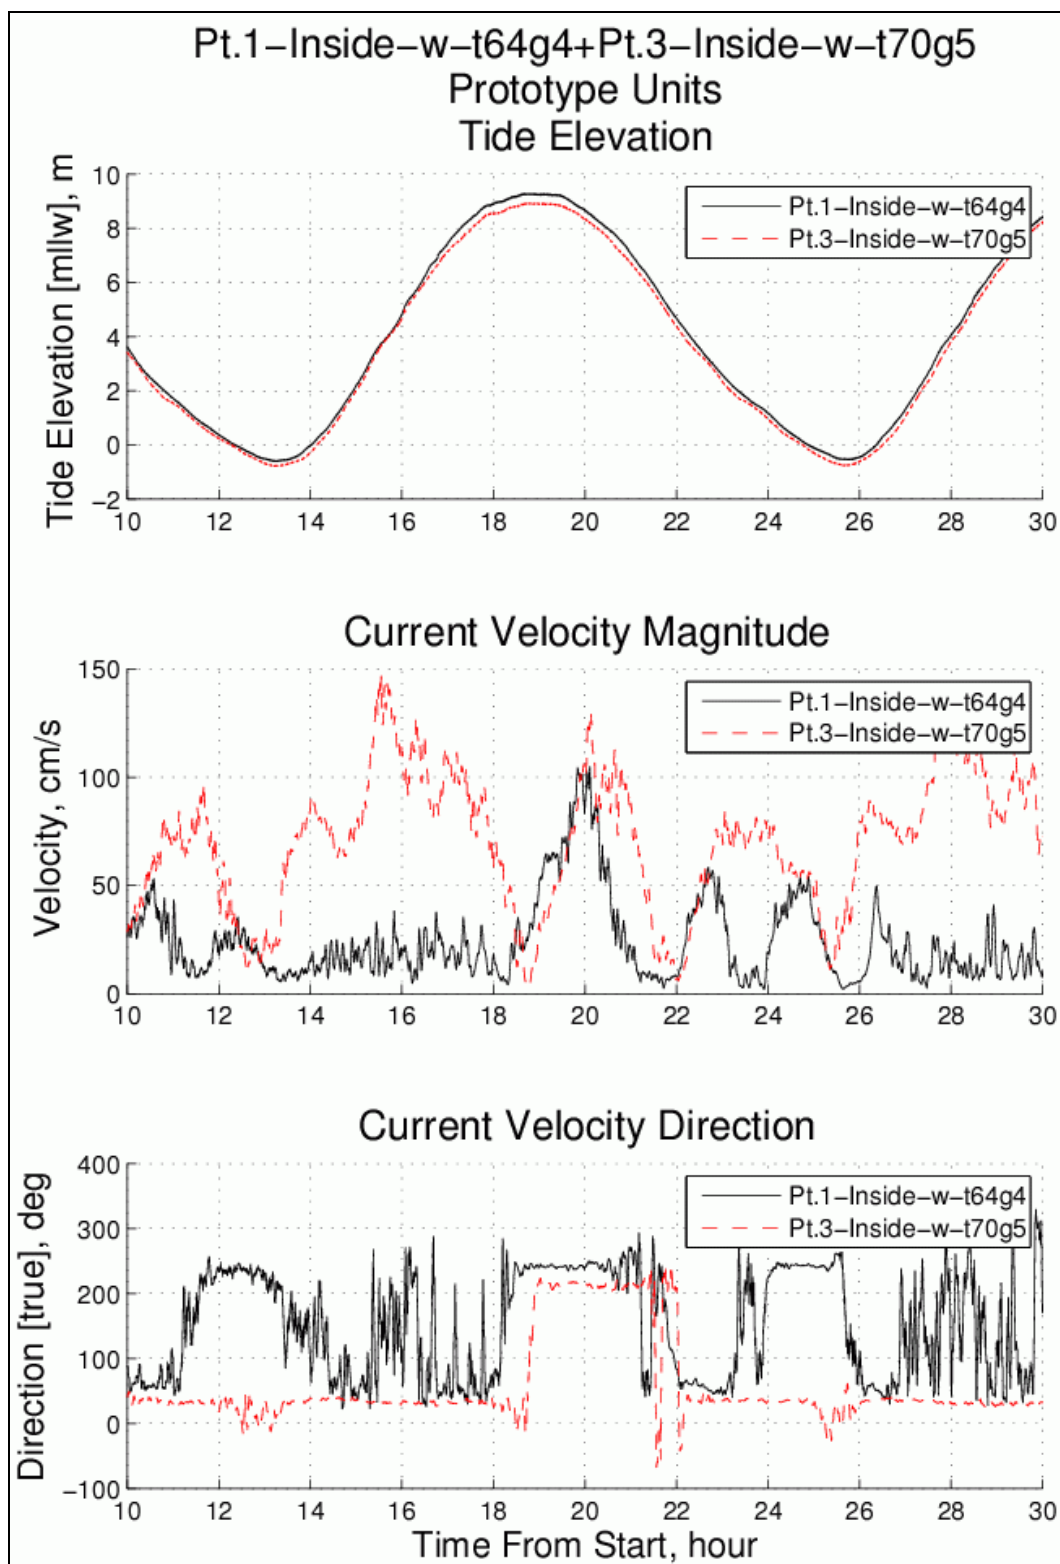 Pt.1−Inside−w−t64g4+Pt.3−Inside−w−t70g5
Prototype Units
Tide Elevation
Tide Elevation [mllw], m
10
8
6
4
2
0
−2
Pt.1−Inside−w−t64g4
Pt.3−Inside−w−t70g5
10 12 14 16 18 20 22 24 26 28 30
Current Velocity Magnitude
Velocity, cm/s
150
100
50
0
Pt.1−Inside−w−t64g4
Pt.3−Inside−w−t70g5
10 12 14 16 18 20 22 24 26 28 30
Current Velocity Direction
Direction [true], deg
400
300
200
100
0
−100
Pt.1−Inside−w−t64g4
Pt.3−Inside−w−t70g5
10 12 14 16 18 20 22 24 26 28 30
Time From Start, hour